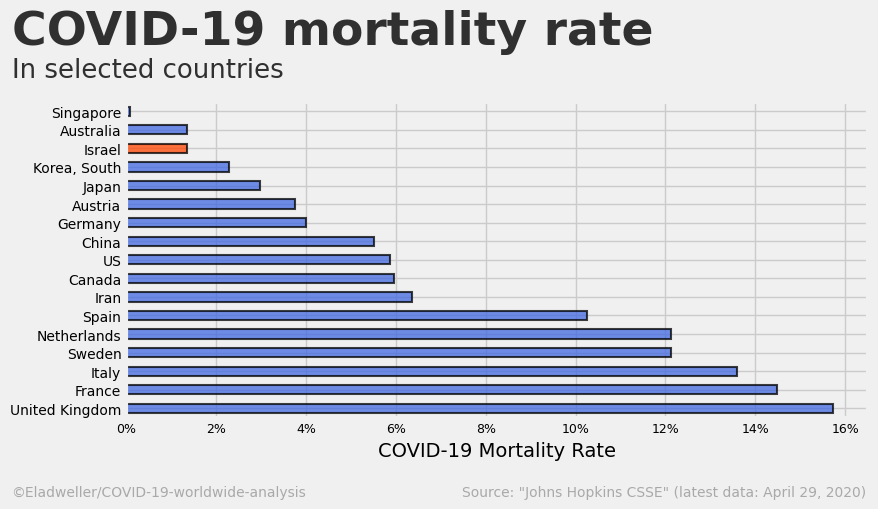 COVID-19 mortality rate
In selected countries
Singapore
Australia
Israel
Korea, South
Japan
Austria
Germany
China
US
Canada
Iran
Spain
Netherlands
Sweden
Italy
France
United Kingdom
0% 2% 4% 6% 8% 10% 12% 14% 16%
COVID-19 Mortality Rate
©Eladweller/COVID-19-worldwide-analysis
Source: "Johns Hopkins CSSE" (latest data: April 29, 2020)